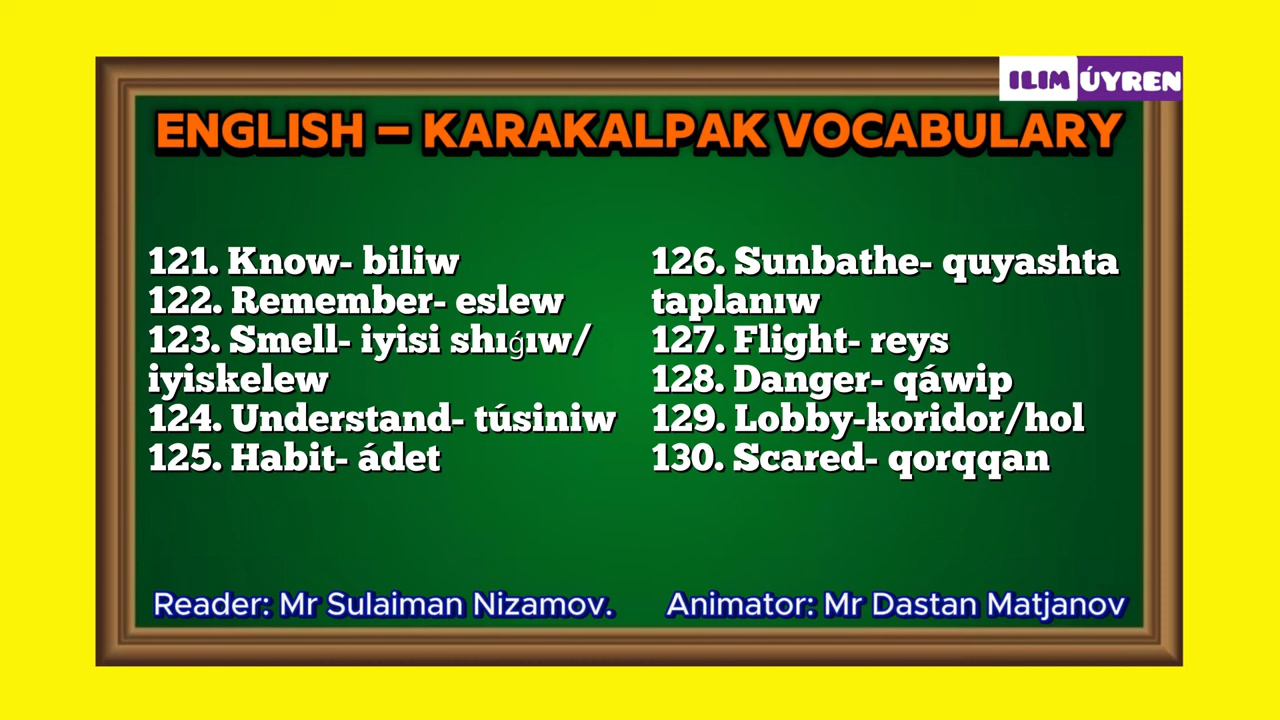 ILIM ÚYREN
ENGLISH – KARAKALPAK VOCABULARY
121. Know- biliw
122. Remember- eslew
123. Smell- iyisi shıǵıw/
iyiskelew
124. Understand- túsiniw
125. Habit- ádet
126. Sunbathe- quyashta
taplanıw
127. Flight- reys
128. Danger- qáwip
129. Lobby-koridor/hol
130. Scared- qorqqan
Reader: Mr Sulaiman Nizamov.
Animator: Mr Dastan Matjanov